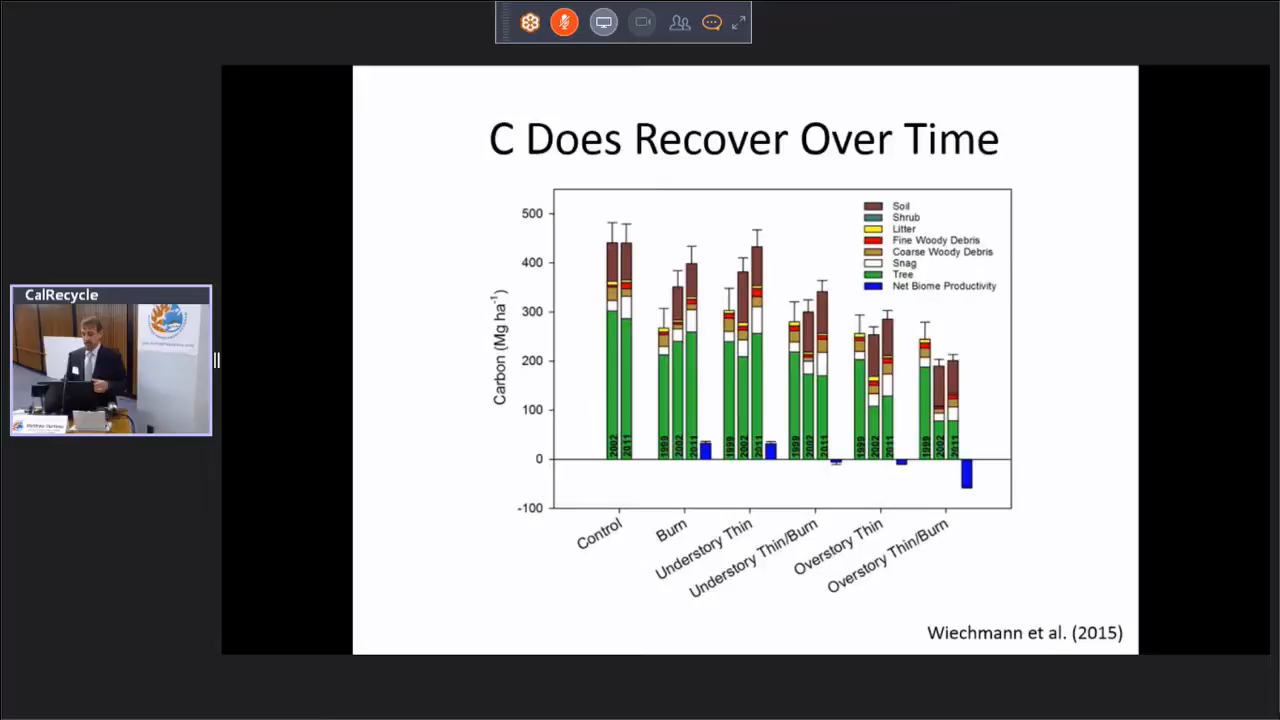 CalRecycle
C Does Recover Over Time
500
400
300
200
100
0
-100
Carbon (Mg ha-1)
Soil
Shrub
Litter
Fine Woody Debris
Coarse Woody Debris
Snag
Tree
Net Biome Productivity
2002
2011
1999
2002
2011
1999
2002
2011
1999
2002
2011
1999
2002
2011
1999
2002
2011
Control
Burn
Understory Thin
Understory Thin/Burn
Overstory Thin
Overstory Thin/Burn
Wiechmann et al. (2015)